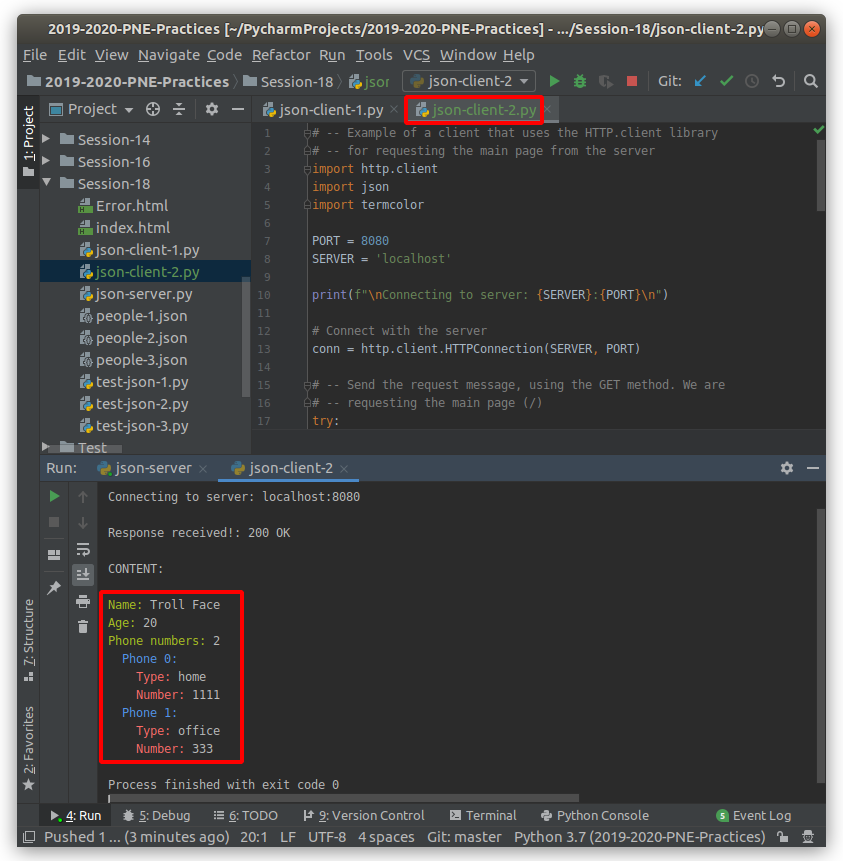 2019-2020-PNE-Practices [~/PycharmProjects/2019-2020-PNE-Practices] - .../Session-18/json-client-2.py
File Edit View Navigate Code Refactor Run Tools VCS Window Help
2019-2020-PNE-Practices Session-18 json json-client-2 Git:
Project json-client-1.py json-client-2.py
1: Project
Session-14
Session-16
Session-18
Error.html
index.html
json-client-1.py
json-client-2.py
json-server.py
people-1.json
people-2.json
people-3.json
test-json-1.py
test-json-2.py
test-json-3.py
Test
1 # -- Example of a client that uses the HTTP.client library
2 # -- for requesting the main page from the server
3 import http.client
4 import json
5 import termcolor
6
7 PORT = 8080
8 SERVER = 'localhost'
9
10 print(f"\nConnecting to server: {SERVER}:{PORT}\n")
11
12 # Connect with the server
13 conn = http.client.HTTPConnection(SERVER, PORT)
14
15 # -- Send the request message, using the GET method. We are
16 # -- requesting the main page (/)
17 try:
Run: json-server json-client-2
Connecting to server: localhost:8080
Response received!: 200 OK
CONTENT:
Name: Troll Face
Age: 20
Phone numbers: 2
Phone 0:
Type: home
Number: 1111
Phone 1:
Type: office
Number: 333
Process finished with exit code 0
7: Structure
2: Favorites
4: Run 5: Debug 6: TODO 9: Version Control Terminal Python Console 5 Event Log
Pushed 1 ... (3 minutes ago) 20:1 LF UTF-8 4 spaces Git: master Python 3.7 (2019-2020-PNE-Practices)